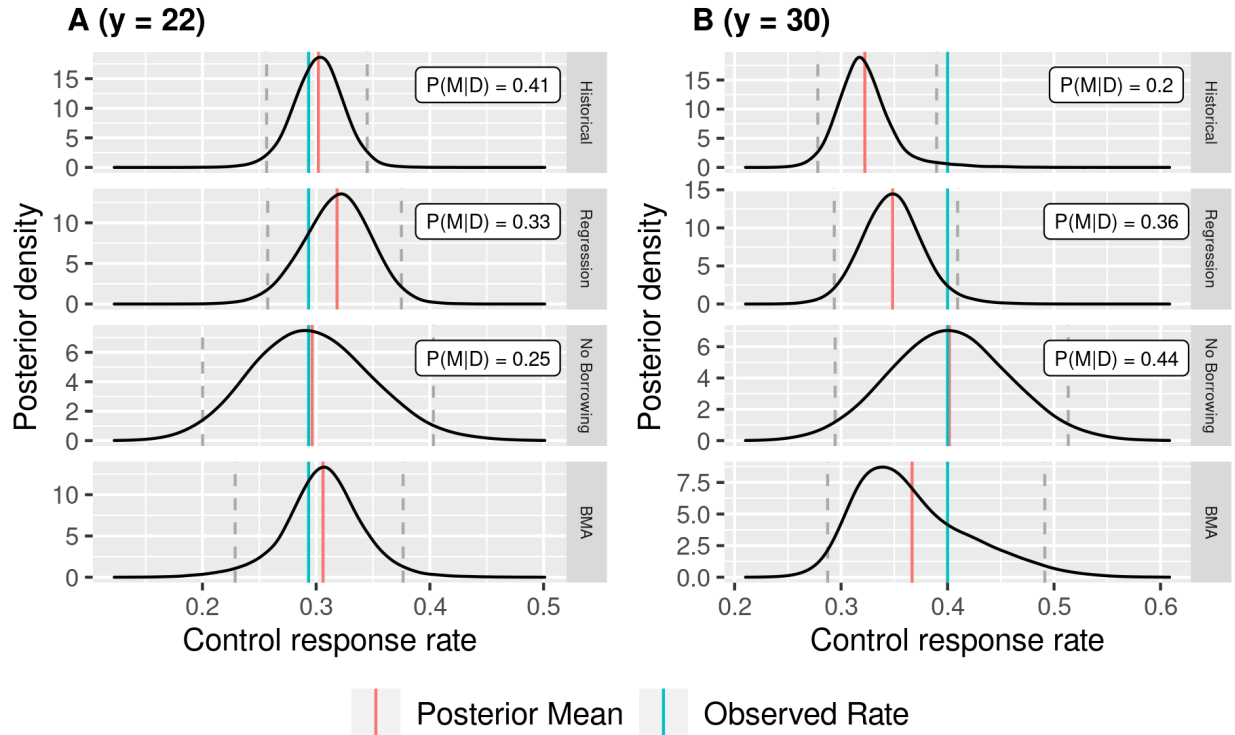 A (y = 22)
Posterior density
15
10
5
0
P(M|D) = 0.41
Historical
10
5
0
P(M|D) = 0.33
Regression
6
4
2
0
P(M|D) = 0.25
No Borrowing
10
5
0
BMA
0.2 0.3 0.4 0.5
Control response rate
B (y = 30)
Posterior density
15
10
5
0
P(M|D) = 0.2
Historical
15
10
5
0
P(M|D) = 0.36
Regression
6
4
2
0
P(M|D) = 0.44
No Borrowing
7.5
5.0
2.5
0.0
BMA
0.2 0.3 0.4 0.5 0.6
Control response rate
Posterior Mean Observed Rate